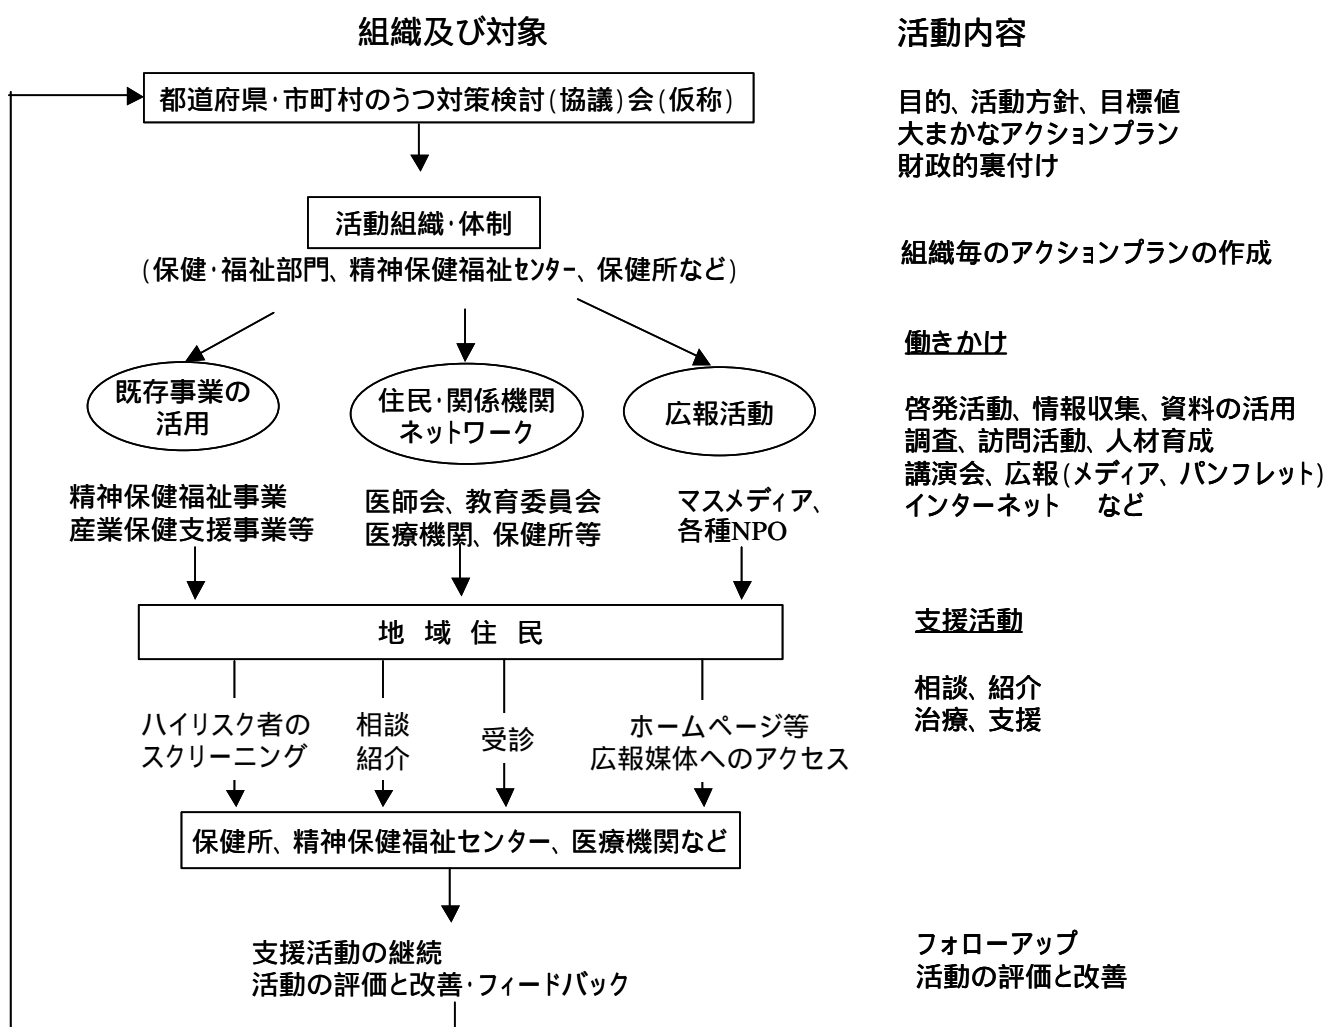 組織及び対象
活動内容
都道府県・市町村のうつ対策検討(協議)会(仮称)
目的、活動方針、目標値
大まかなアクションプラン
財政的裏付け
活動組織・体制
(保健・福祉部門、精神保健福祉センター、保健所など)
組織毎のアクションプランの作成
働きかけ
既存事業の
活用
住民・関係機関
ネットワーク
広報活動
啓発活動、情報収集、資料の活用
調査、訪問活動、人材育成
講演会、広報(メディア、パンフレット)
インターネット など
精神保健福祉事業
産業保健支援事業等
医師会、教育委員会
医療機関、保健所等
マスメディア、
各種NPO
地 域 住 民
支援活動
相談、紹介
治療、支援
ハイリスク者の
スクリーニング
相談
紹介
受診
ホームページ等
広報媒体へのアクセス
保健所、精神保健福祉センター、医療機関など
支援活動の継続
活動の評価と改善・フィードバック
フォローアップ
活動の評価と改善